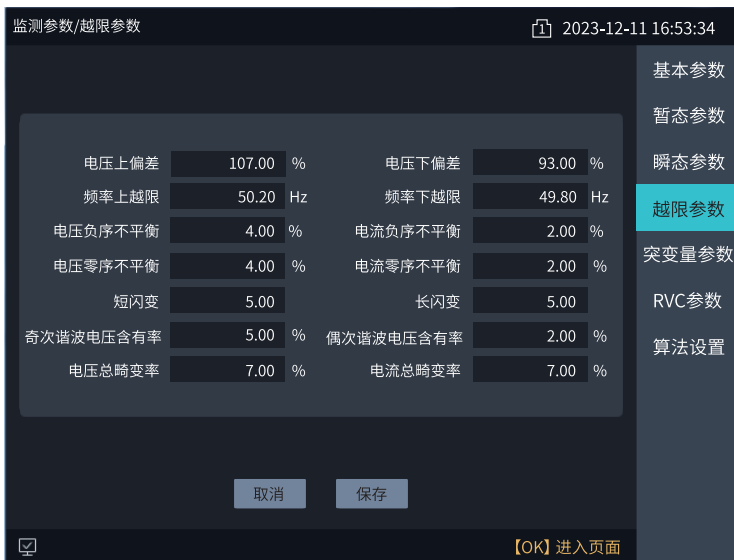 监测参数/越限参数 1 2023-12-11 16:53:34
基本参数
暂态参数
瞬态参数
越限参数
突变量参数
RVC参数
算法设置
电压上偏差 107.00 % 电压下偏差 93.00 %
频率上越限 50.20 Hz 频率下越限 49.80 Hz
电压负序不平衡 4.00 % 电流负序不平衡 2.00 %
电压零序不平衡 4.00 % 电流零序不平衡 2.00 %
短闪变 5.00 长闪变 5.00
奇次谐波电压含有率 5.00 % 偶次谐波电压含有率 2.00 %
电压总畸变率 7.00 % 电流总畸变率 7.00 %
取消 保存
【OK】进入页面